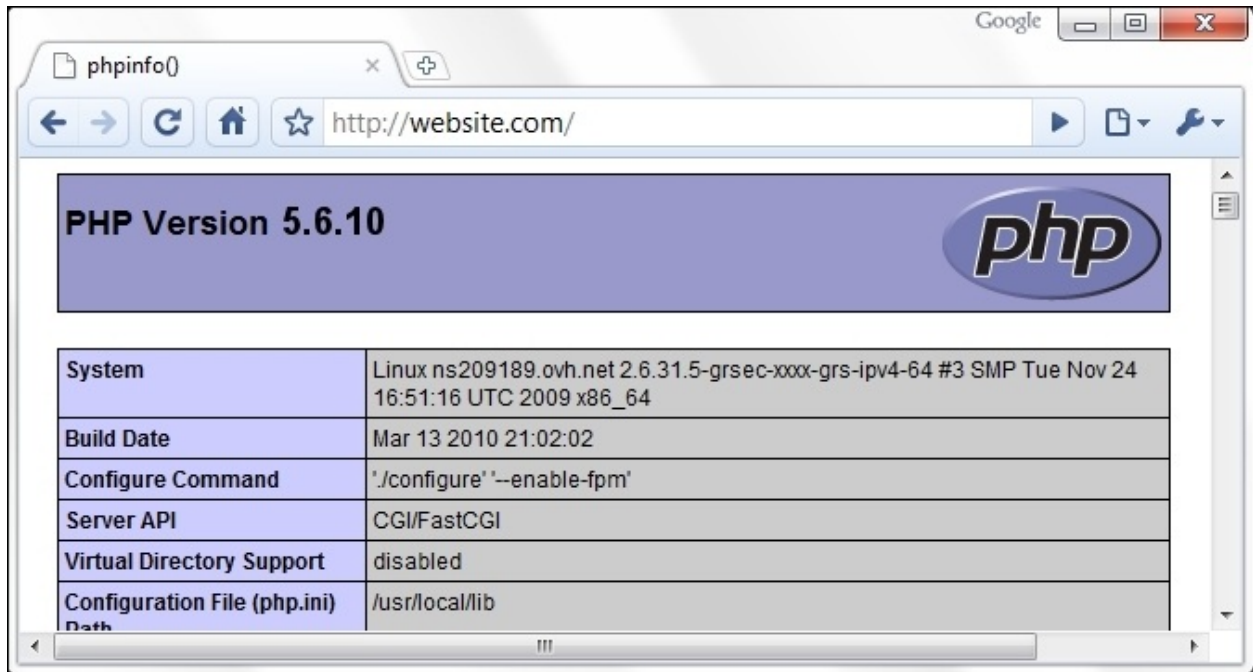 Google
phpinfo()
http://website.com/
PHP Version 5.6.10
php
System
Linux ns209189.ovh.net 2.6.31.5-grsec-xxxx-grs-ipv4-64 #3 SMP Tue Nov 24
16:51:16 UTC 2009 x86_64
Build Date
Mar 13 2010 21:02:02
Configure Command
'./configure' '--enable-fpm'
Server API
CGI/FastCGI
Virtual Directory Support
disabled
Configuration File (php.ini)
Path
/usr/local/lib